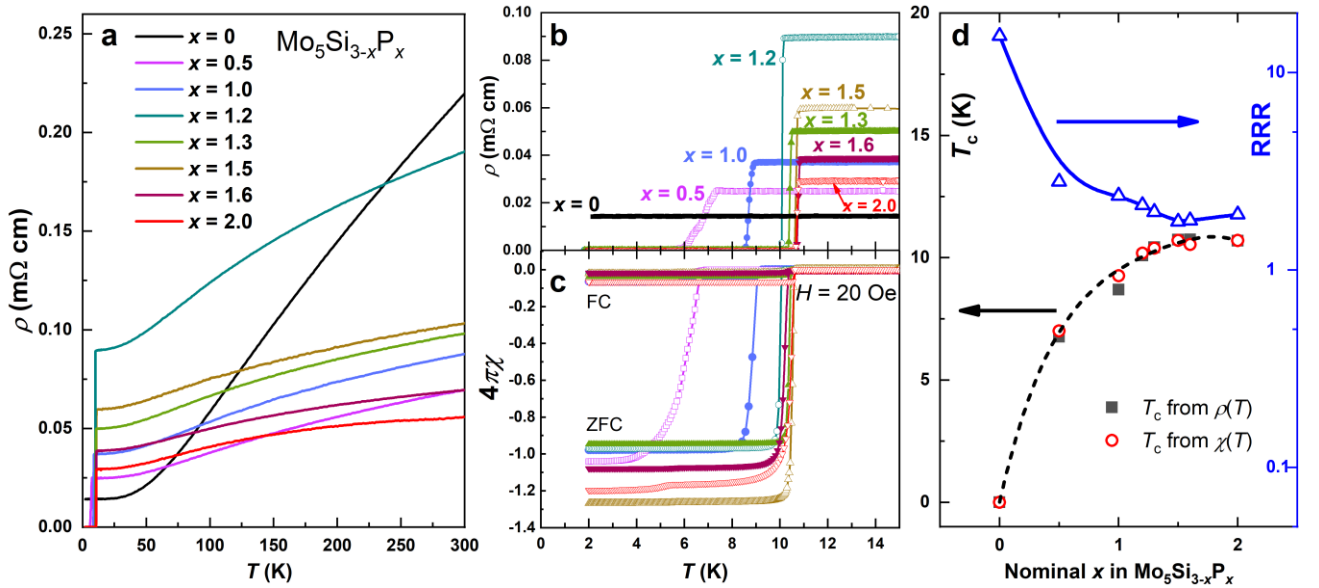 a
Mo5Si3-xPx
x = 0
x = 0.5
x = 1.0
x = 1.2
x = 1.3
x = 1.5
x = 1.6
x = 2.0
ρ (mΩ cm)
0.25
0.20
0.15
0.10
0.05
0.00
0 50 100 150 200 250 300
T (K)
b
ρ (mΩ cm)
0.10
0.08
0.06
0.04
0.02
0.00
x = 1.2
x = 1.5
x = 1.3
x = 1.0
x = 1.6
x = 0.5
x = 2.0
x = 0
c
4πχ
0.0
-0.2
-0.4
-0.6
-0.8
-1.0
-1.2
-1.4
FC
H = 20 Oe
ZFC
0 2 4 6 8 10 12 14
T (K)
d
Tc (K)
20
15
10
5
0
RRR
10
1
0.1
Tc from ρ(T)
Tc from χ(T)
0 1 2
Nominal x in Mo5Si3-xPx